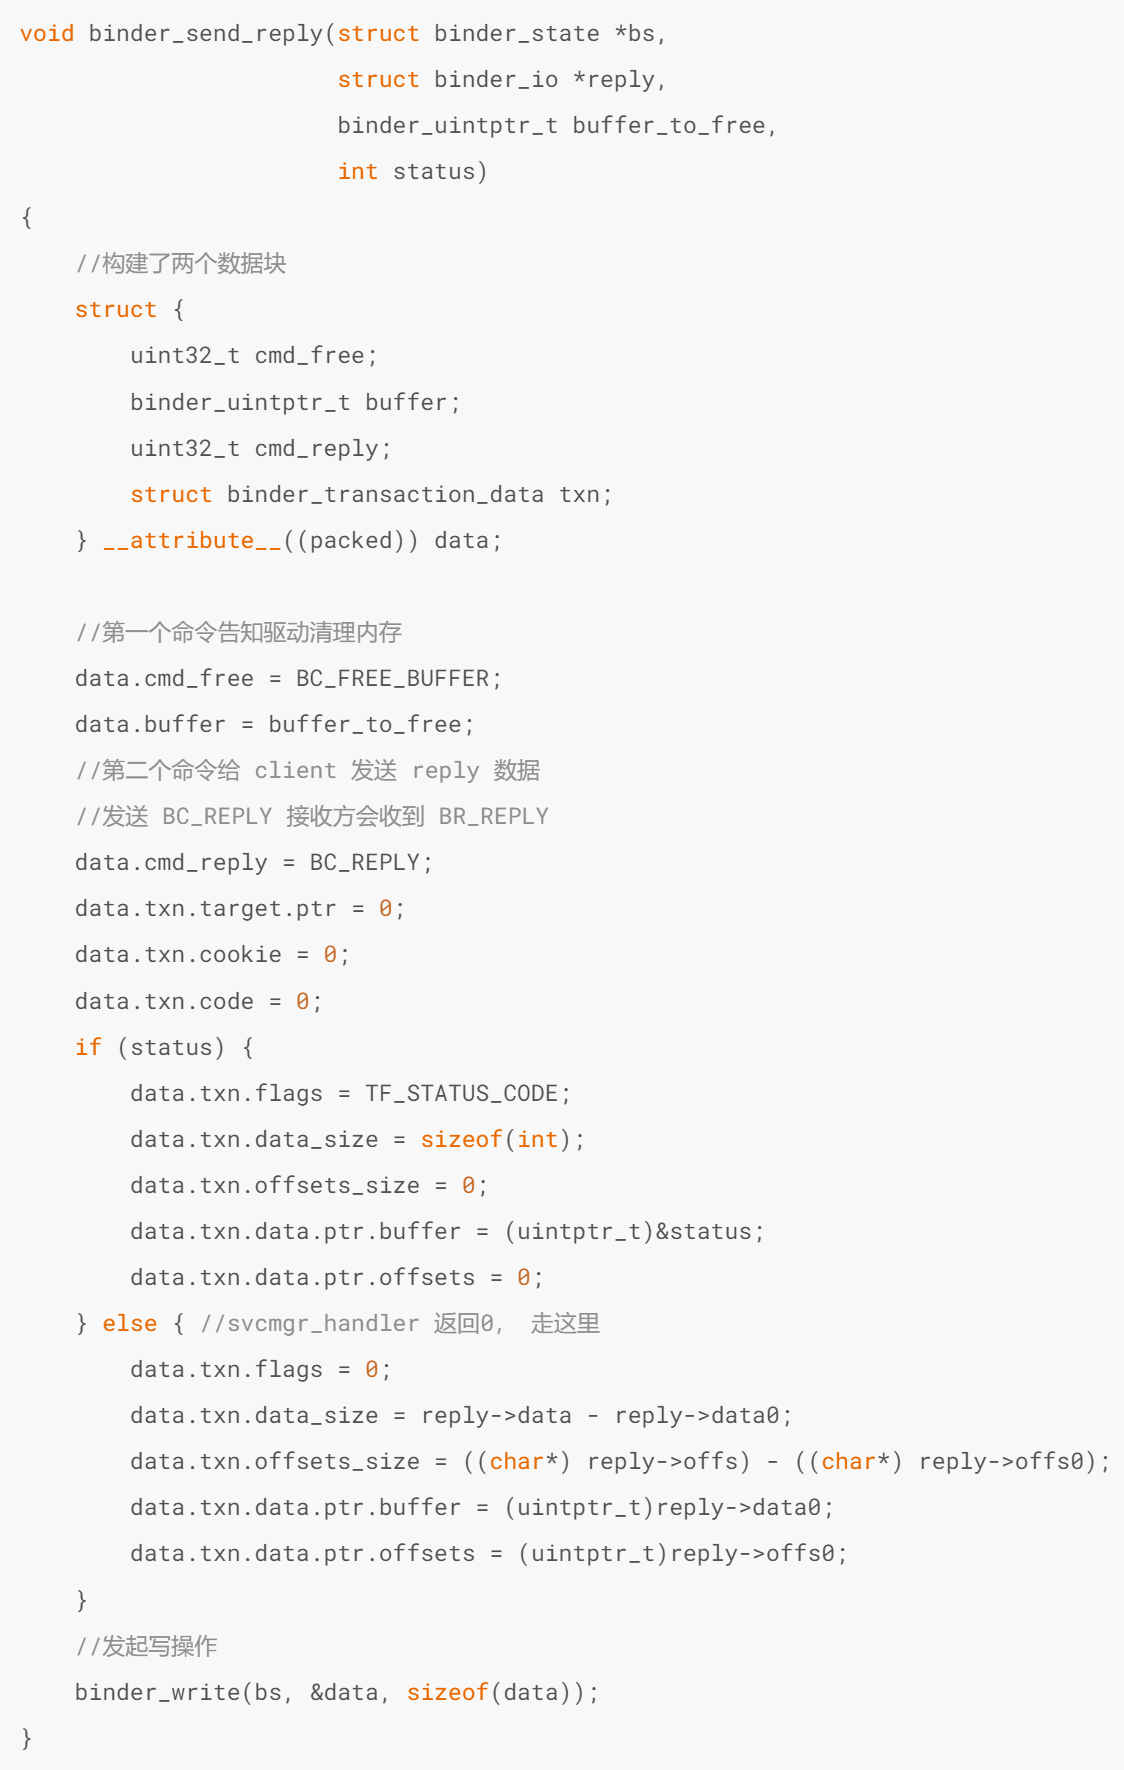 void binder_send_reply(struct binder_state *bs,
                       struct binder_io *reply,
                       binder_uintptr_t buffer_to_free,
                       int status)
{
    //构建了两个数据块
    struct {
        uint32_t cmd_free;
        binder_uintptr_t buffer;
        uint32_t cmd_reply;
        struct binder_transaction_data txn;
    } __attribute__((packed)) data;

    //第一个命令告知驱动清理内存
    data.cmd_free = BC_FREE_BUFFER;
    data.buffer = buffer_to_free;
    //第二个命令给 client 发送 reply 数据
    //发送 BC_REPLY 接收方会收到 BR_REPLY
    data.cmd_reply = BC_REPLY;
    data.txn.target.ptr = 0;
    data.txn.cookie = 0;
    data.txn.code = 0;
    if (status) {
        data.txn.flags = TF_STATUS_CODE;
        data.txn.data_size = sizeof(int);
        data.txn.offsets_size = 0;
        data.txn.data.ptr.buffer = (uintptr_t)&status;
        data.txn.data.ptr.offsets = 0;
    } else { //svcmgr_handler 返回0， 走这里
        data.txn.flags = 0;
        data.txn.data_size = reply->data - reply->data0;
        data.txn.offsets_size = ((char*) reply->offs) - ((char*) reply->offs0);
        data.txn.data.ptr.buffer = (uintptr_t)reply->data0;
        data.txn.data.ptr.offsets = (uintptr_t)reply->offs0;
    }
    //发起写操作
    binder_write(bs, &data, sizeof(data));
}